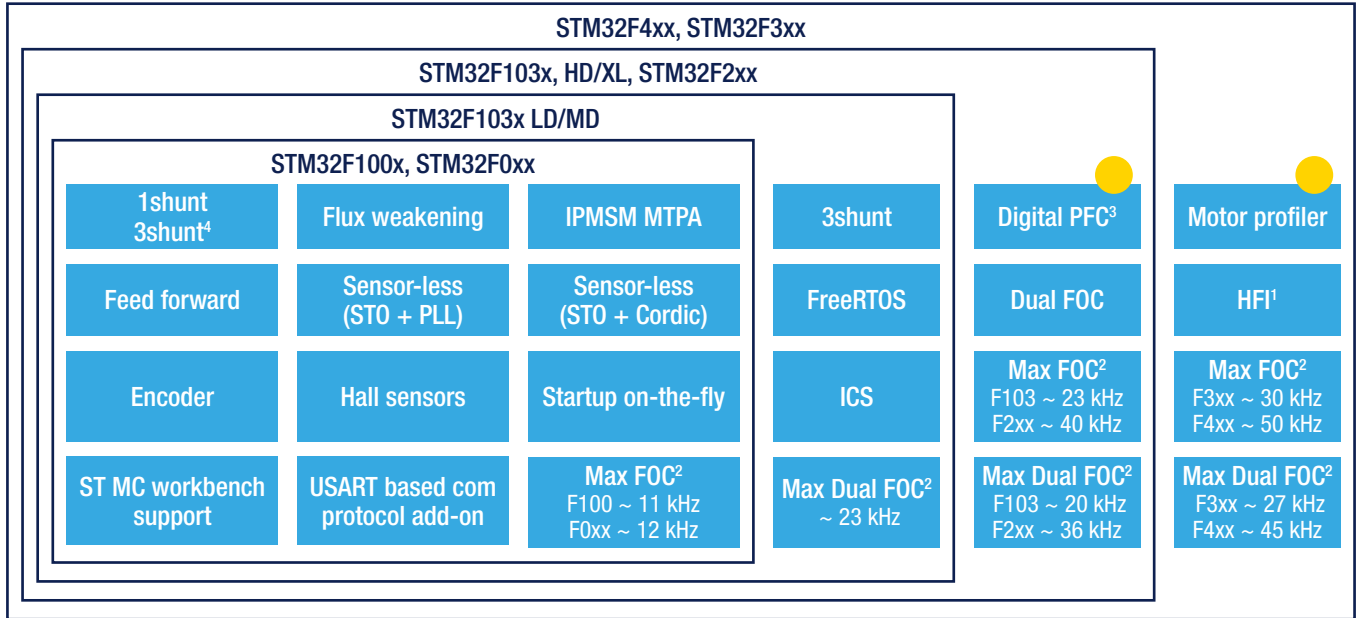 STM32F4xx, STM32F3xx
STM32F103x, HD/XL, STM32F2xx
STM32F103x LD/MD
STM32F100x, STM32F0xx
1shunt
3shunt⁴
Flux weakening
IPMSM MTPA
3shunt
Digital PFC³
Motor profiler
Feed forward
Sensor-less
(STO + PLL)
Sensor-less
(STO + Cordic)
FreeRTOS
Dual FOC
HFI¹
Encoder
Hall sensors
Startup on-the-fly
ICS
Max FOC²
F103 ~ 23 kHz
F2xx ~ 40 kHz
Max FOC²
F3xx ~ 30 kHz
F4xx ~ 50 kHz
ST MC workbench
support
USART based com
protocol add-on
Max FOC²
F100 ~ 11 kHz
F0xx ~ 12 kHz
Max Dual FOC²
~ 23 kHz
Max Dual FOC²
F103 ~ 20 kHz
F2xx ~ 36 kHz
Max Dual FOC²
F3xx ~ 27 kHz
F4xx ~ 45 kHz